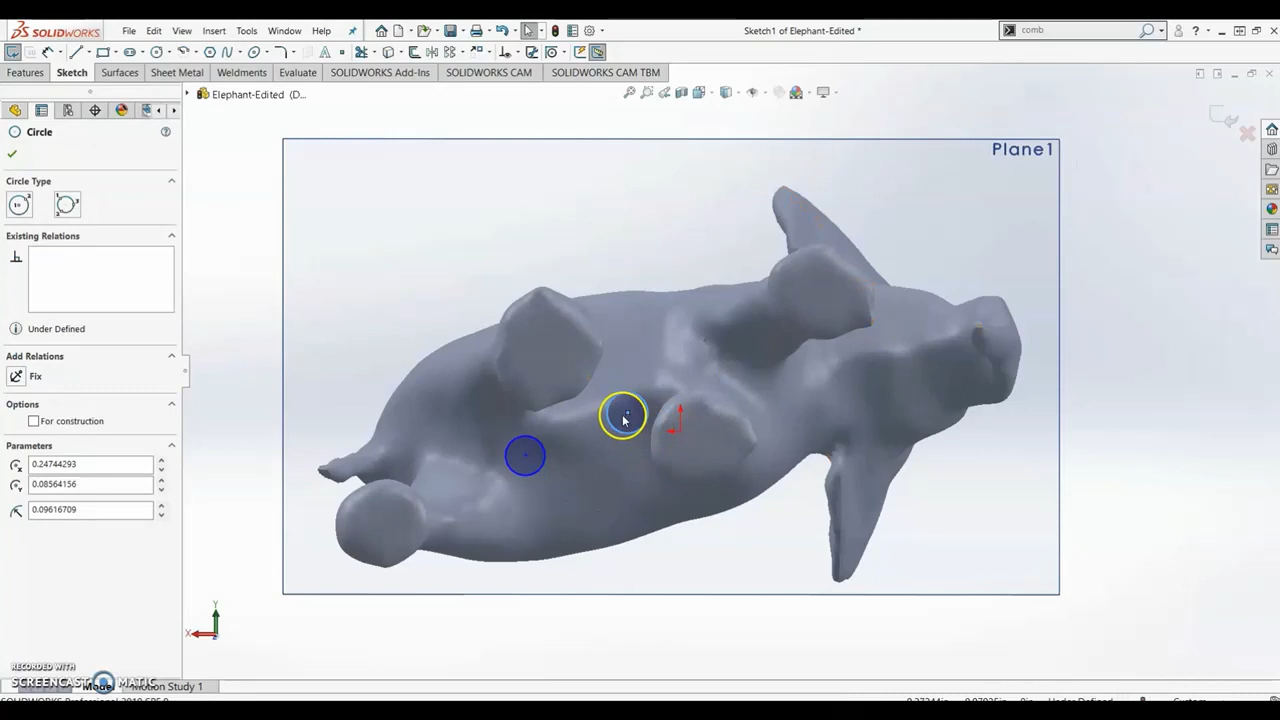 SOLIDWORKS File Edit View Insert Tools Window Help Sketch1 of Elephant-Edited * comb ?
Features Sketch Surfaces Sheet Metal Weldments Evaluate SOLIDWORKS Add-Ins SOLIDWORKS CAM SOLIDWORKS CAM TBM
Elephant-Edited (D...
Circle
Plane1
Circle Type
Existing Relations
Under Defined
Add Relations
Fix
Options
For construction
Parameters
0.24744293
0.08564156
0.09616709
Y
X
RECORDED WITH
SCREENCAST MATIC
Model Motion Study 1